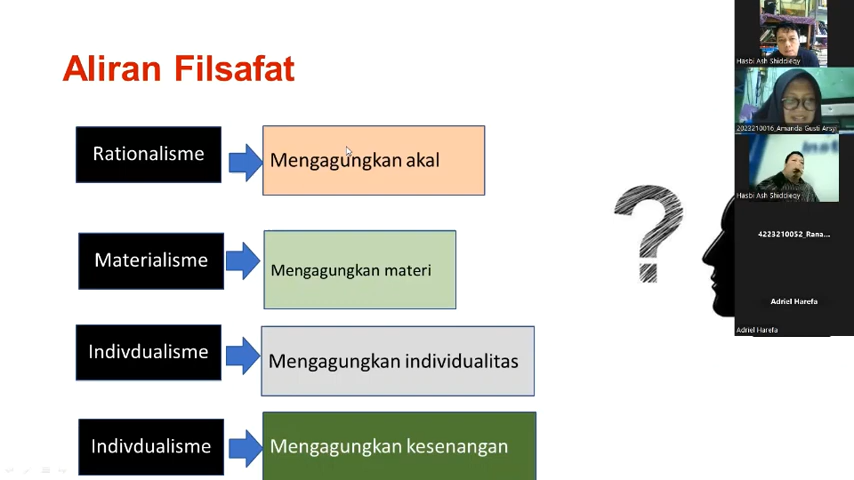 Aliran Filsafat
Rationalisme
Mengagungkan akal
Materialisme
Mengagungkan materi
Indivdualisme
Mengagungkan individualitas
Indivdualisme
Mengagungkan kesenangan
Hasbi Ash Shiddieqy
2023210016_Amanda Gusti Arsyl
Hasbi Ash Shiddieqy
4223210052_Rana...
Adriel Harefa
Adriel Harefa